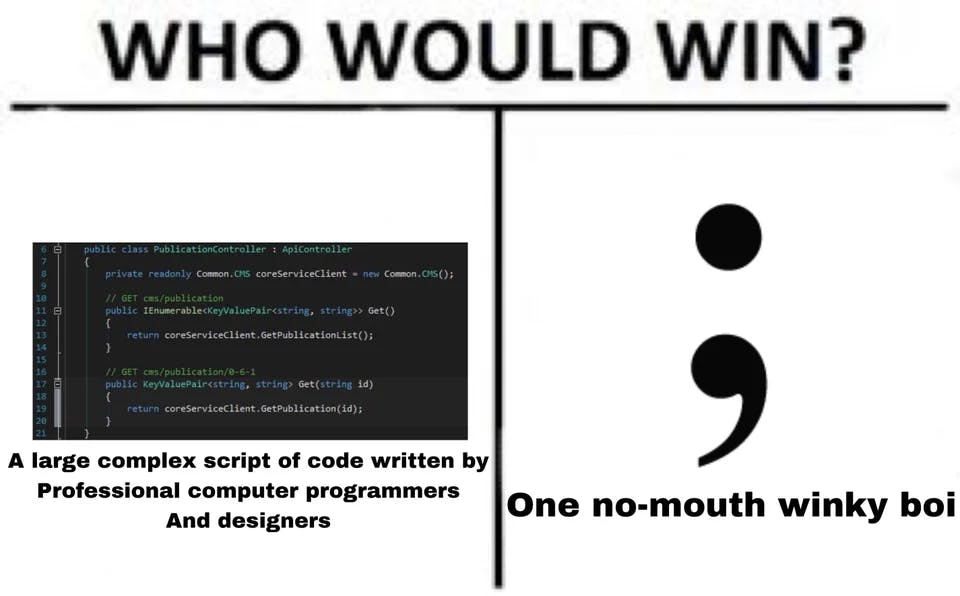 WHO WOULD WIN?
6 public class PublicationController : ApiController
7 {
8 private readonly Common.CMS coreServiceClient = new Common.CMS();
9
10 // GET cms/publication
11 public IEnumerable<KeyValuePair<string, string>> Get()
12 {
13 return coreServiceClient.GetPublicationList();
14 }
15
16 // GET cms/publication/0-6-1
17 public KeyValuePair<string, string> Get(string id)
18 {
19 return coreServiceClient.GetPublication(id);
20 }
21 }
A large complex script of code written by
Professional computer programmers
And designers
;
One no-mouth winky boi